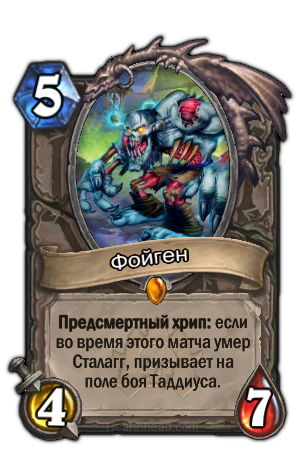 5
Фойген
Предсмертный хрип: если
во время этого матча умер
Сталагг, призывает на
поле боя Таддиуса.
4
7